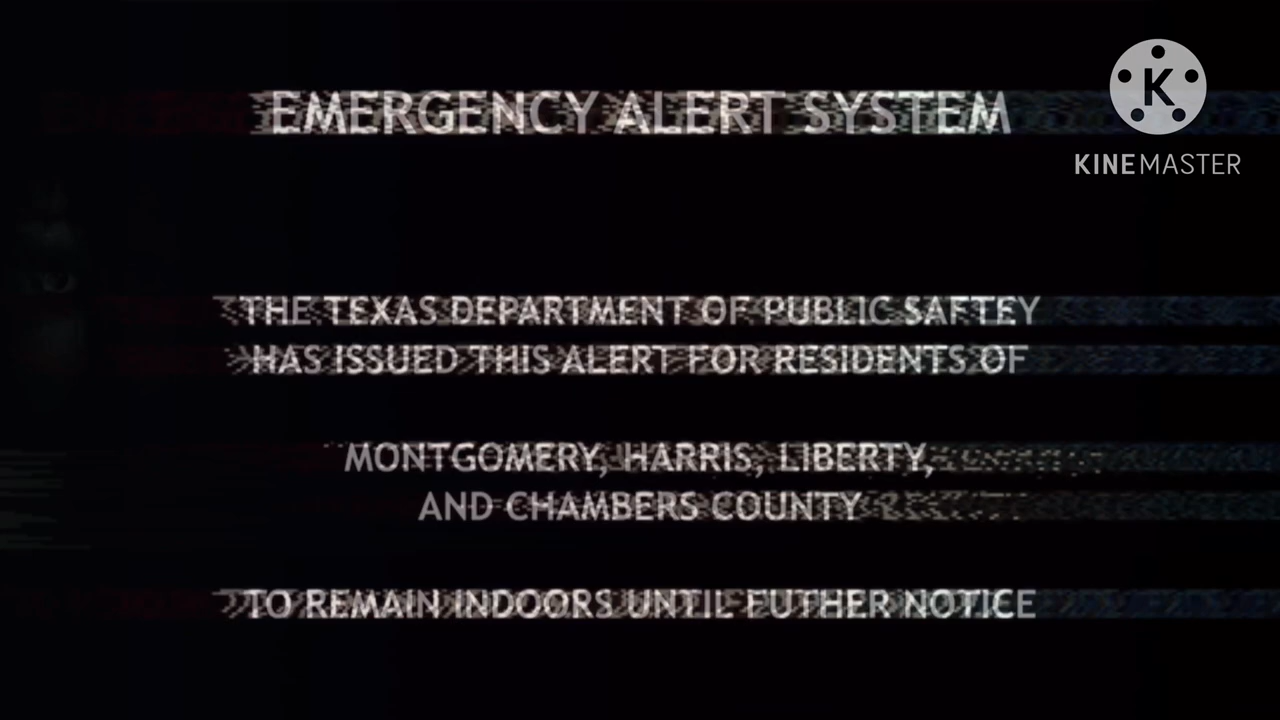 EMERGENCY ALERT SYSTEM
K
KINEMASTER
THE TEXAS DEPARTMENT OF PUBLIC SAFTEY
HAS ISSUED THIS ALERT FOR RESIDENTS OF
MONTGOMERY, HARRIS, LIBERTY,
AND CHAMBERS COUNTY
TO REMAIN INDOORS UNTIL FUTHER NOTICE